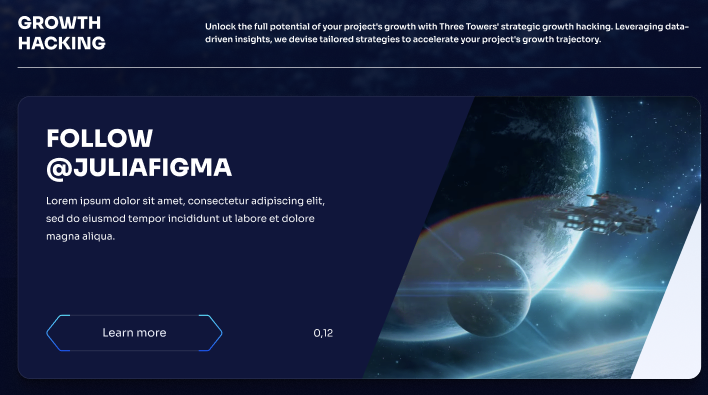 GROWTH
HACKING
Unlock the full potential of your project's growth with Three Towers' strategic growth hacking. Leveraging data-
driven insights, we devise tailored strategies to accelerate your project's growth trajectory.
FOLLOW
@JULIAFIGMA
Lorem ipsum dolor sit amet, consectetur adipiscing elit,
sed do eiusmod tempor incididunt ut labore et dolore
magna aliqua.
Learn more
0,12